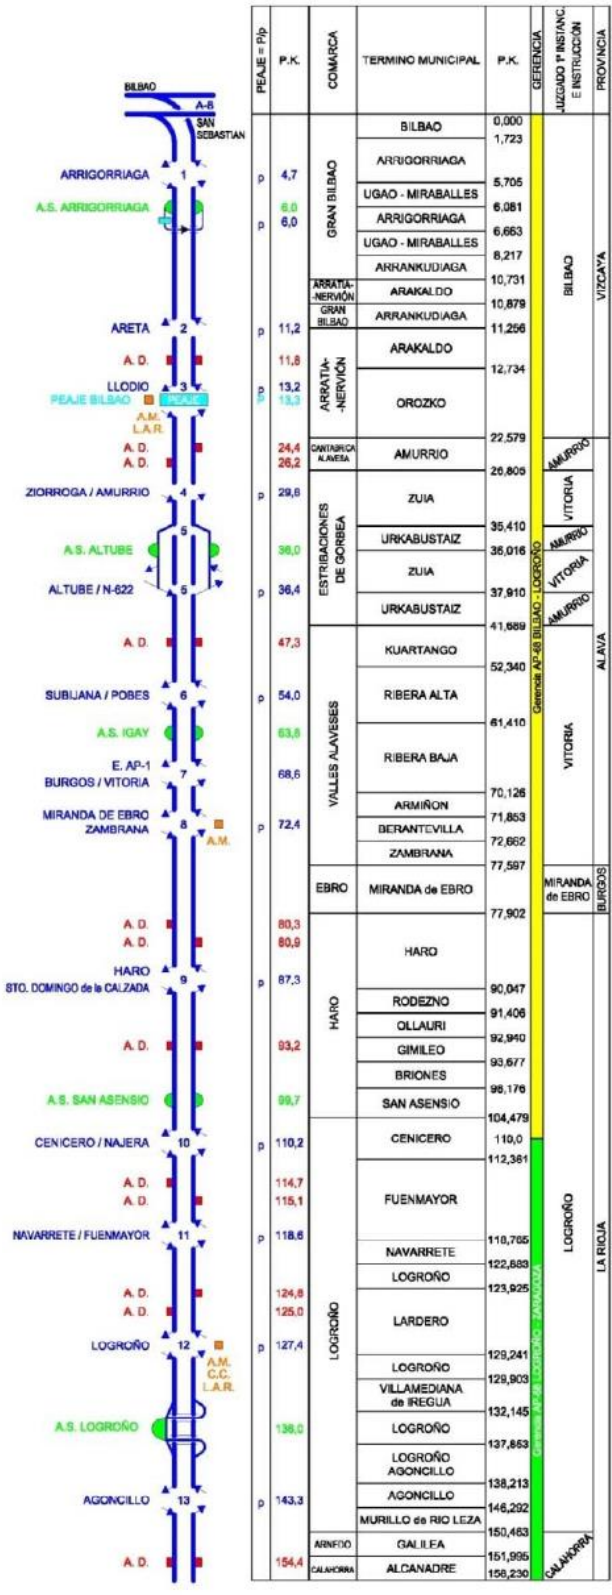 PEAJE = P/p
P.K.
COMARCA
TERMINO MUNICIPAL
P.K.
GERENCIA
JUZGADO 1ª INSTANC.
E INSTRUCCIÓN
PROVINCIA
BILBAO
A-8
SAN
SEBASTIAN
ARRIGORRIAGA 1 P 4,7
A.S. ARRIGORRIAGA 6,0
P 6,0
ARETA 2 P 11,2
A. D. 11,8
LLODIO 3 P 13,2
PEAJE BILBAO PEAJE P 13,3
A.M.
L.A.R.
A. D. 24,4
A. D. 26,2
ZIORROGA / AMURRIO 4 P 29,8
5
A.S. ALTUBE 36,0
ALTUBE / N-622 5 P 36,4
A. D. 47,3
SUBIJANA / POBES 6 P 54,0
A.S. IGAY 63,8
E. AP-1
BURGOS / VITORIA 7 68,6
MIRANDA DE EBRO
ZAMBRANA 8 P 72,4
A.M.
A. D. 80,3
A. D. 80,9
HARO
STO. DOMINGO de la CALZADA 9 P 87,3
A. D. 93,2
A.S. SAN ASENSIO 99,7
CENICERO / NAJERA 10 P 110,2
A. D. 114,7
A. D. 115,1
NAVARRETE / FUENMAYOR 11 P 118,6
A. D. 124,8
A. D. 125,0
LOGROÑO 12 P 127,4
A.M.
C.C.
L.A.R.
A.S. LOGROÑO 136,0
AGONCILLO 13 P 143,3
A. D. 154,4
GRAN BILBAO
ARRATIA-
-NERVIÓN
GRAN
BILBAO
ARRATIA-
-NERVIÓN
CANTABRICA
ALAVESA
ESTRIBACIONES
DE GORBEA
VALLES ALAVESES
EBRO
HARO
LOGROÑO
ARNEDO
CALAHORRA
0,000
BILBAO
1,723
ARRIGORRIAGA
5,705
UGAO - MIRABALLES
6,081
ARRIGORRIAGA
6,663
UGAO - MIRABALLES
8,217
ARRANKUDIAGA
10,731
ARAKALDO
10,879
ARRANKUDIAGA
11,256
ARAKALDO
12,734
OROZKO
22,579
AMURRIO
26,805
ZUIA
35,410
URKABUSTAIZ
36,016
ZUIA
37,910
URKABUSTAIZ
41,689
KUARTANGO
52,340
RIBERA ALTA
61,410
RIBERA BAJA
70,126
ARMIÑON
71,853
BERANTEVILLA
72,662
ZAMBRANA
77,597
MIRANDA de EBRO
77,902
HARO
90,047
RODEZNO
91,406
OLLAURI
92,940
GIMILEO
93,677
BRIONES
98,176
SAN ASENSIO
104,479
CENICERO
110,0
112,361
FUENMAYOR
118,765
NAVARRETE
122,883
LOGROÑO
123,925
LARDERO
129,241
LOGROÑO
129,903
VILLAMEDIANA
de IREGUA
132,145
LOGROÑO
137,863
LOGROÑO
AGONCILLO
138,213
AGONCILLO
146,292
MURILLO de RIO LEZA
150,463
GALILEA
151,995
ALCANADRE
158,230
Gerencia AP-68 BILBAO - LOGROÑO
Gerencia AP-68 LOGROÑO - ZARAGOZA
BILBAO
AMURRIO
VITORIA
AMURRIO
VITORIA
AMURRIO
VITORIA
MIRANDA
de EBRO
LOGROÑO
CALAHORRA
VIZCAYA
ALAVA
BURGOS
LA RIOJA